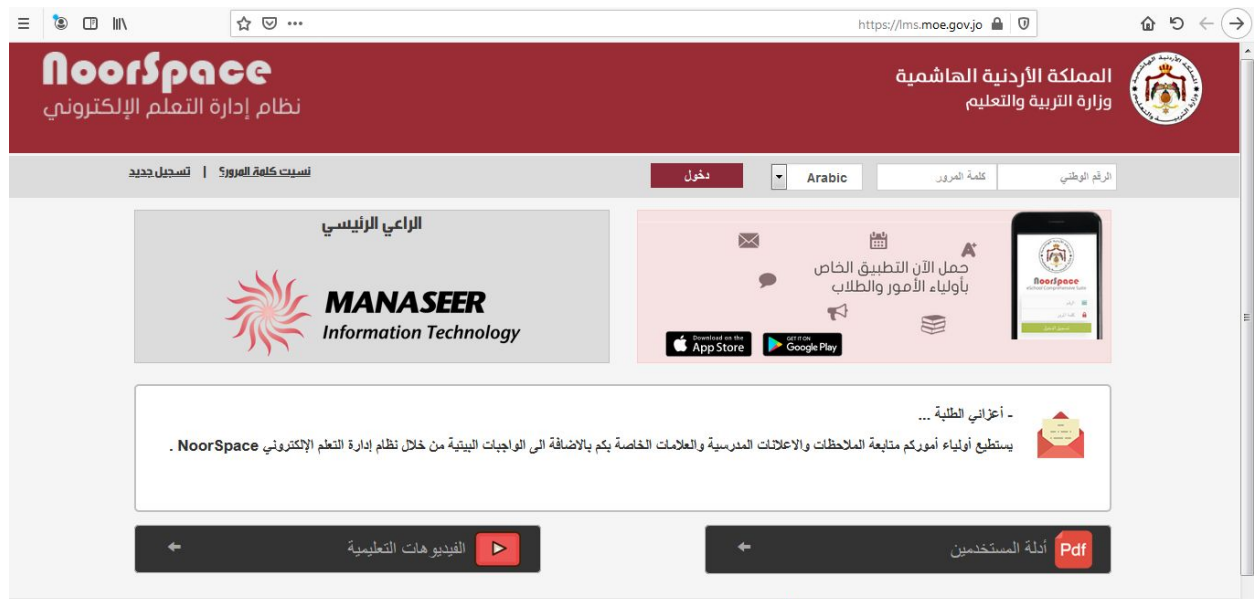 https://lms.moe.gov.jo
المملكة الأردنية الهاشمية
وزارة التربية والتعليم
NoorSpace
نظام إدارة التعلم الإلكتروني
الرقم الوطني
كلمة المرور
Arabic
دخول
نسيت كلمة المرور؟ | تسجيل جديد
NoorSpace
حمل الآن التطبيق الخاص
بأولياء الأمور والطلاب
Download on the
App Store
GET IT ON
Google Play
الراعي الرئيسي
MANASEER
Information Technology
- أعزائي الطلبة ...
يستطيع أولياء أموركم متابعة الملاحظات والاعلانات المدرسية والعلامات الخاصة بكم بالاضافة الى الواجبات البيتية من خلال نظام إدارة التعلم الإلكتروني NoorSpace .
Pdf أدلة المستخدمين
الفيديوهات التعليمية